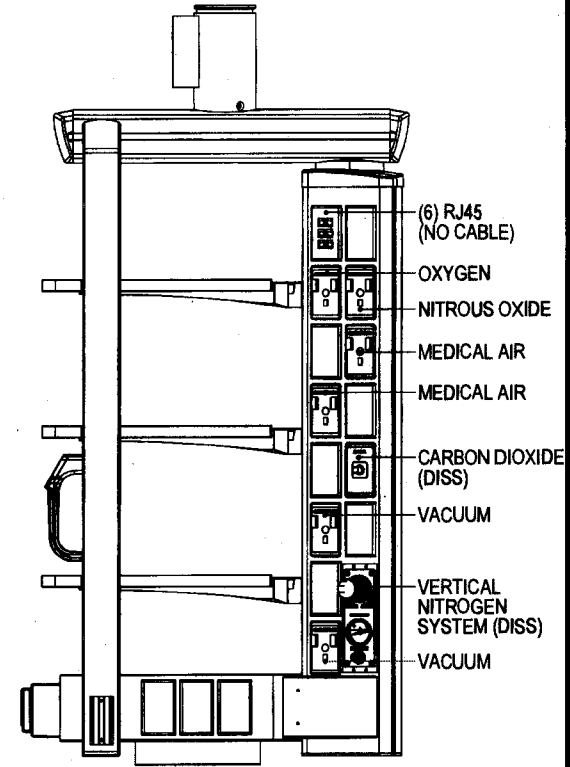 (6) RJ45
(NO CABLE)
OXYGEN
NITROUS OXIDE
MEDICAL AIR
MEDICAL AIR
CARBON DIOXIDE
(DISS)
VACUUM
VERTICAL
NITROGEN
SYSTEM (DISS)
VACUUM